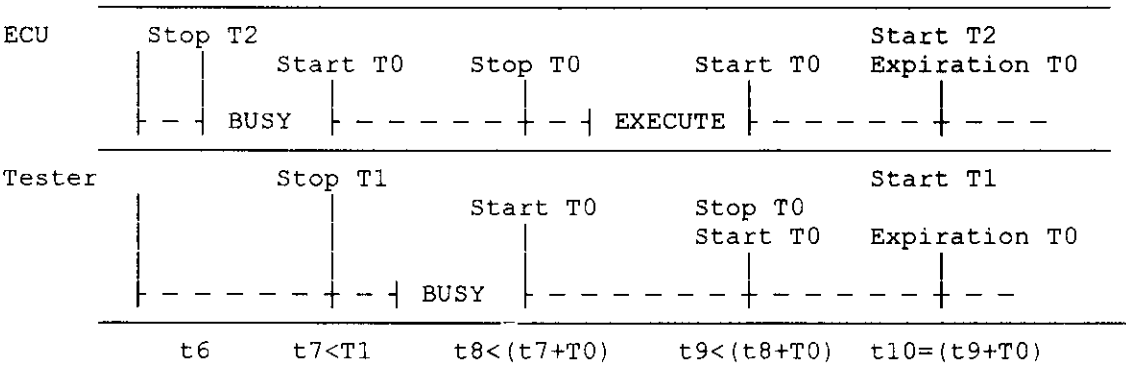 ECU Stop T2 Start T2
Start T0 Stop T0 Start T0 Expiration T0
BUSY EXECUTE
Tester Stop T1 Start T1
Start T0 Stop T0
Start T0 Expiration T0
BUSY
t6 t7<T1 t8<(t7+T0) t9<(t8+T0) t10=(t9+T0)